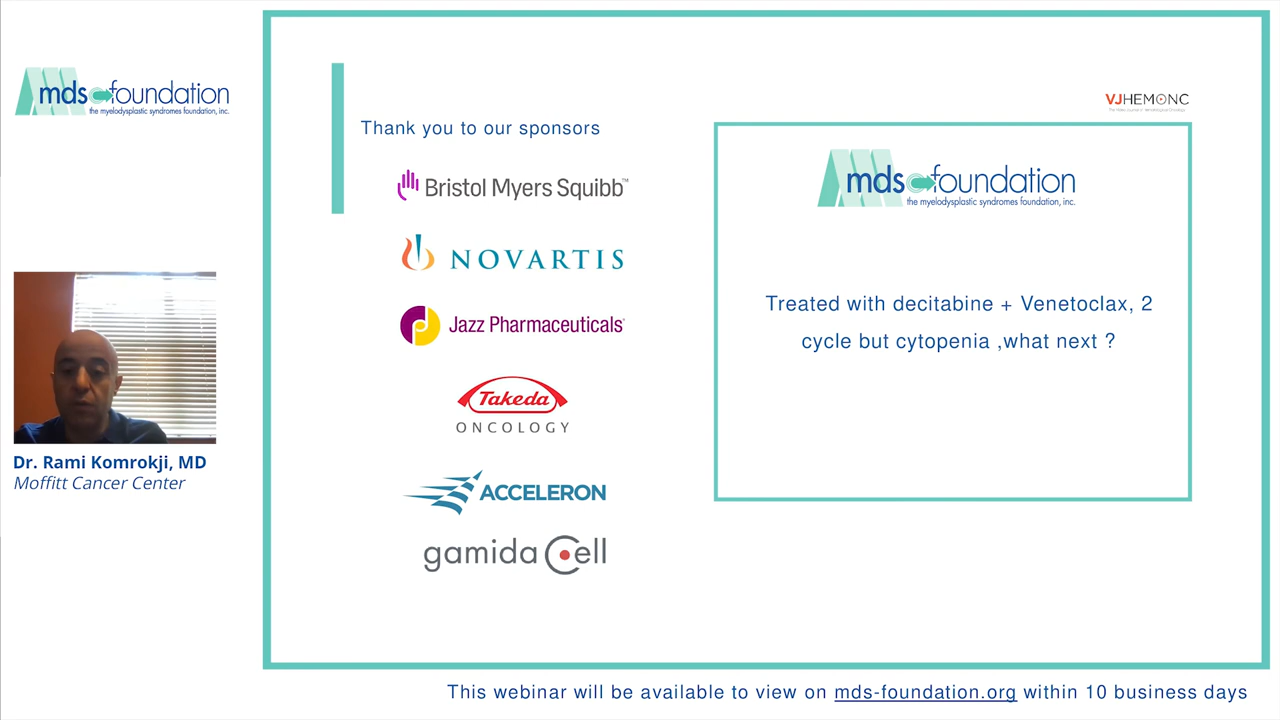 mds foundation
the myelodysplastic syndromes foundation, inc.
Dr. Rami Komrokji, MD
Moffitt Cancer Center
Thank you to our sponsors
Bristol Myers Squibb™
NOVARTIS
Jazz Pharmaceuticals
Takeda
ONCOLOGY
ACCELERON
gamida Cell
VJHEMONC
mds foundation
the myelodysplastic syndromes foundation, inc.
Treated with decitabine + Venetoclax, 2
cycle but cytopenia ,what next ?
This webinar will be available to view on mds-foundation.org within 10 business days